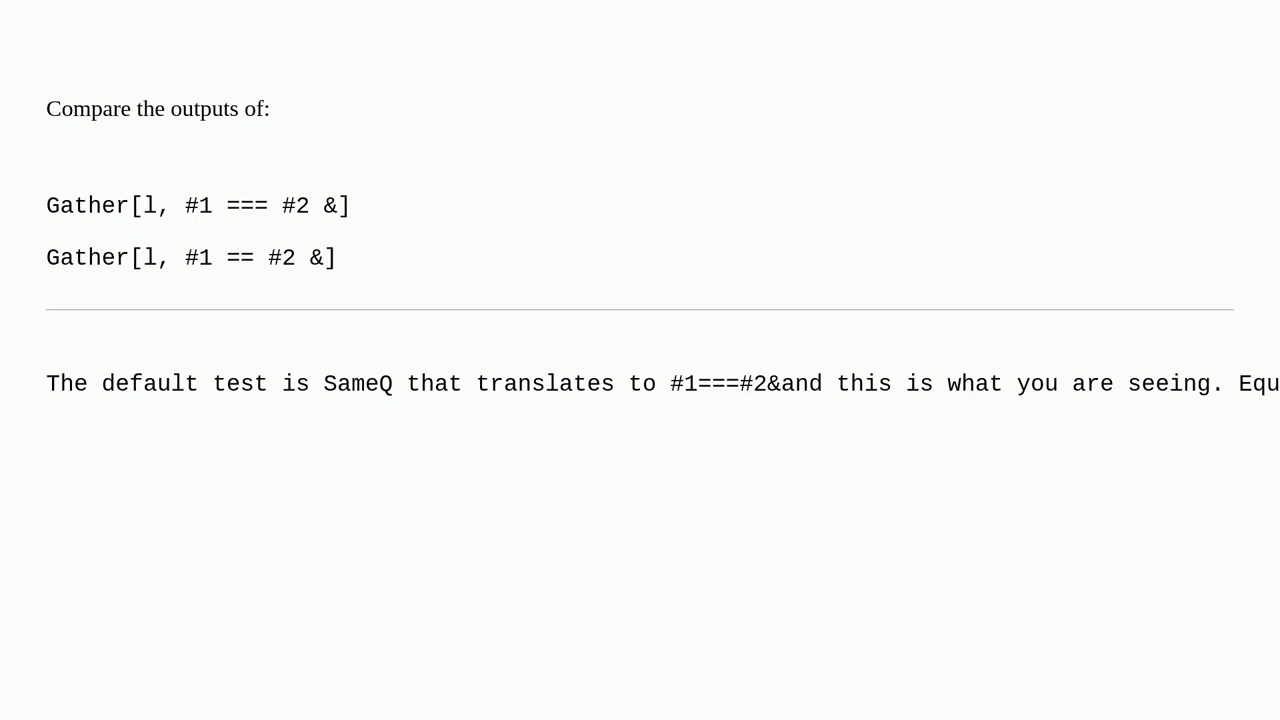 Compare the outputs of:
Gather[l, #1 === #2 &]
Gather[l, #1 == #2 &]
The default test is SameQ that translates to #1===#2&and this is what you are seeing.